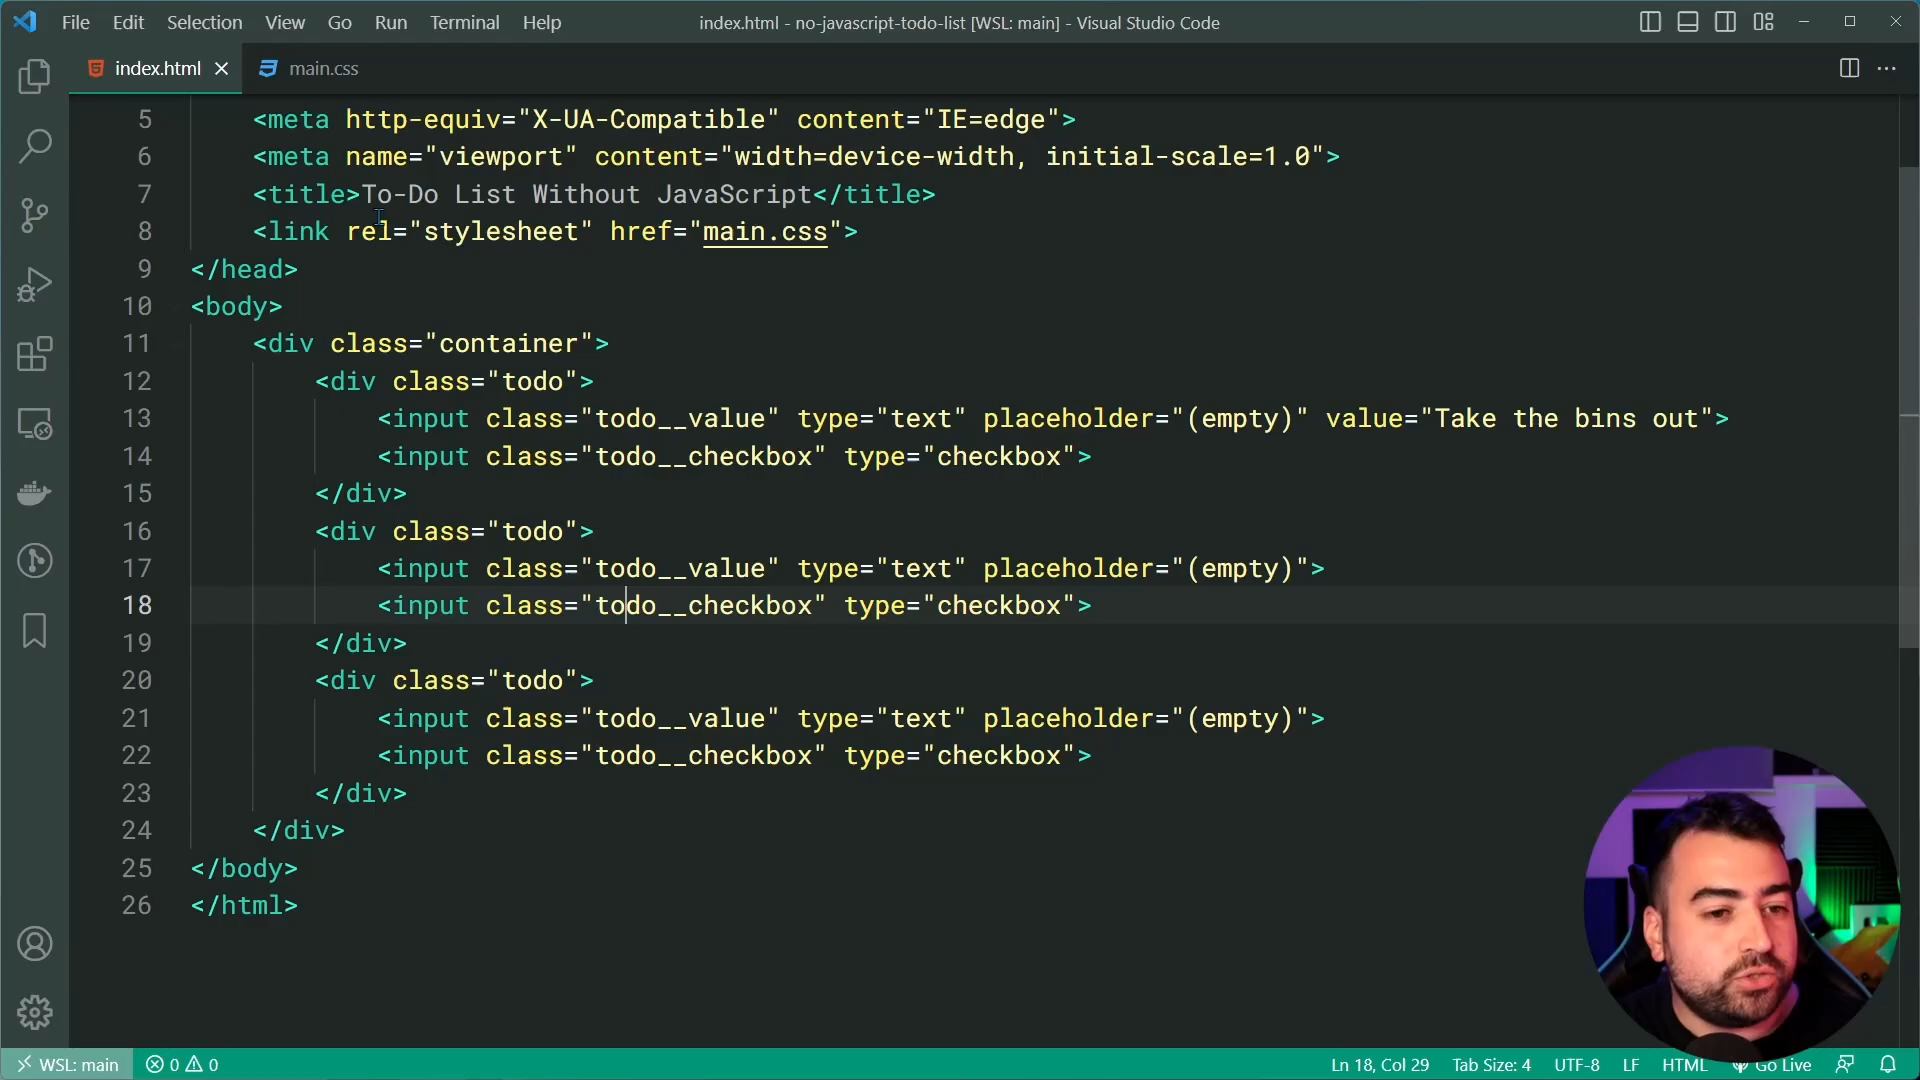 File Edit Selection View Go Run Terminal Help
index.html - no-javascript-todo-list [WSL: main] - Visual Studio Code
index.html
main.css
5 <meta http-equiv="X-UA-Compatible" content="IE=edge">
6 <meta name="viewport" content="width=device-width, initial-scale=1.0">
7 <title>To-Do List Without JavaScript</title>
8 <link rel="stylesheet" href="main.css">
9 </head>
10 <body>
11 <div class="container">
12 <div class="todo">
13 <input class="todo__value" type="text" placeholder="(empty)" value="Take the bins out">
14 <input class="todo__checkbox" type="checkbox">
15 </div>
16 <div class="todo">
17 <input class="todo__value" type="text" placeholder="(empty)">
18 <input class="todo__checkbox" type="checkbox">
19 </div>
20 <div class="todo">
21 <input class="todo__value" type="text" placeholder="(empty)">
22 <input class="todo__checkbox" type="checkbox">
23 </div>
24 </div>
25 </body>
26 </html>
WSL: main 0 0 Ln 18, Col 29 Tab Size: 4 UTF-8 LF HTML Go Live